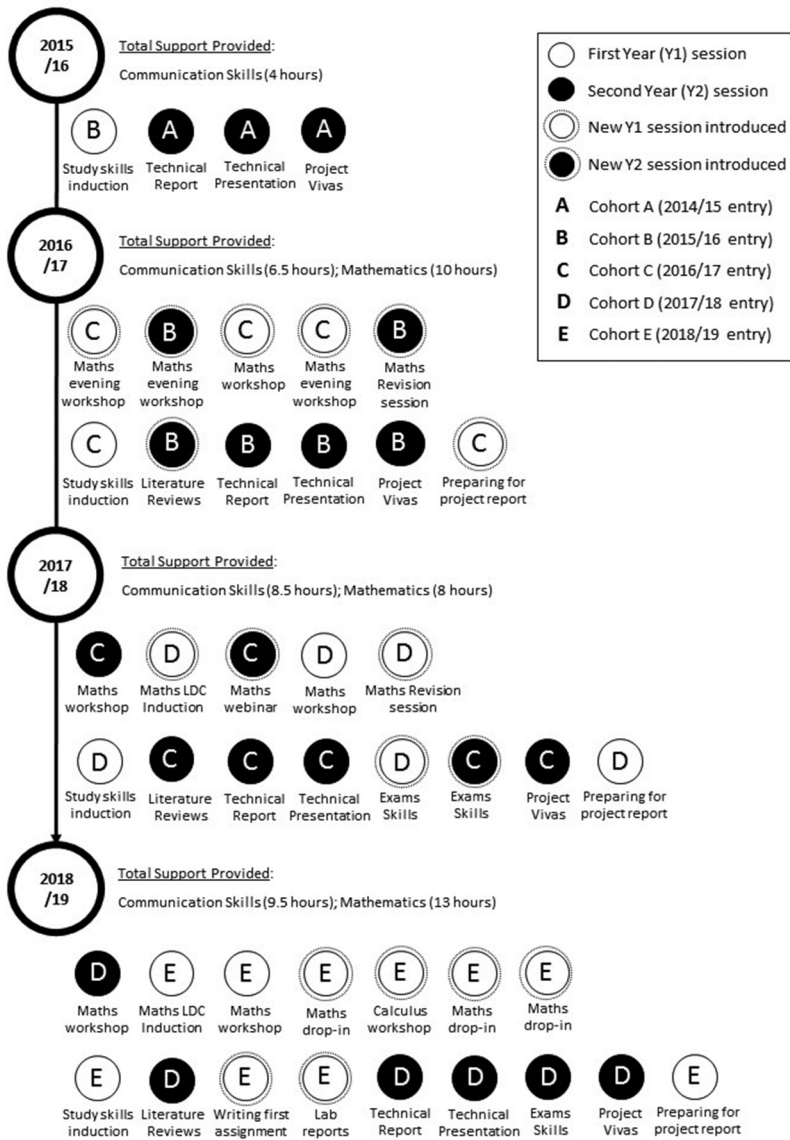 2015
/16
Total Support Provided:
Communication Skills (4 hours)
B
A
A
A
Study skills
induction
Technical
Report
Technical
Presentation
Project
Vivas
First Year (Y1) session
Second Year (Y2) session
New Y1 session introduced
New Y2 session introduced
A Cohort A (2014/15 entry)
B Cohort B (2015/16 entry)
C Cohort C (2016/17 entry)
D Cohort D (2017/18 entry)
E Cohort E (2018/19 entry)
2016
/17
Total Support Provided:
Communication Skills (6.5 hours); Mathematics (10 hours)
C
B
C
C
B
Maths
evening
workshop
Maths
evening
workshop
Maths
workshop
Maths
evening
workshop
Maths
Revision
session
C
B
B
B
B
C
Study skills
induction
Literature
Reviews
Technical
Report
Technical
Presentation
Project
Vivas
Preparing for
project report
2017
/18
Total Support Provided:
Communication Skills (8.5 hours); Mathematics (8 hours)
C
D
C
D
D
Maths
workshop
Maths LDC
Induction
Maths
webinar
Maths
workshop
Maths Revision
session
D
C
C
C
D
C
C
D
Study skills
induction
Literature
Reviews
Technical
Report
Technical
Presentation
Exams
Skills
Exams
Skills
Project
Vivas
Preparing for
project report
2018
/19
Total Support Provided:
Communication Skills (9.5 hours); Mathematics (13 hours)
D
E
E
E
E
E
E
Maths
workshop
Maths LDC
Induction
Maths
workshop
Maths
drop-in
Calculus
workshop
Maths
drop-in
Maths
drop-in
E
D
E
E
D
D
D
D
E
Study skills
induction
Literature
Reviews
Writing first
assignment
Lab
reports
Technical
Report
Technical
Presentation
Exams
Skills
Project
Vivas
Preparing for
project report